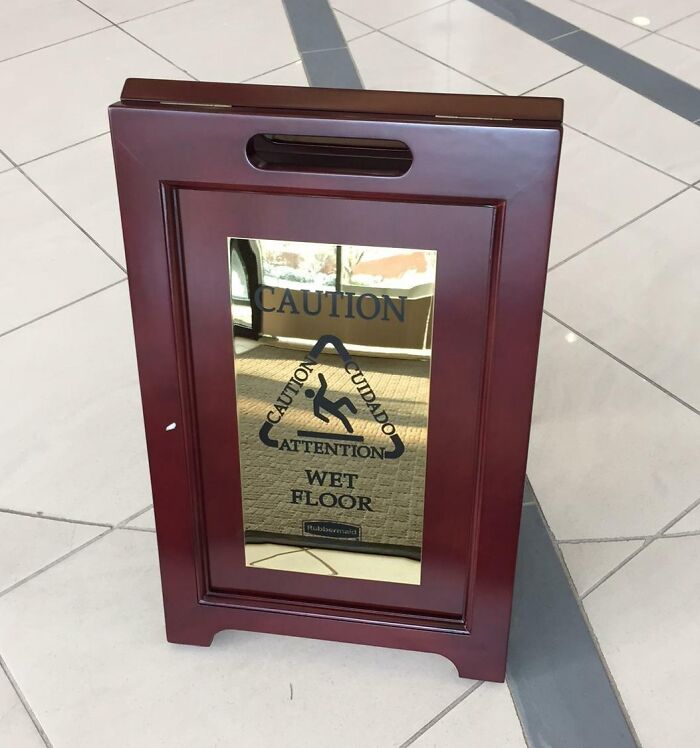 CAUTION
CAUTION
CUIDADO
ATTENTION
WET
FLOOR
Rubbermaid